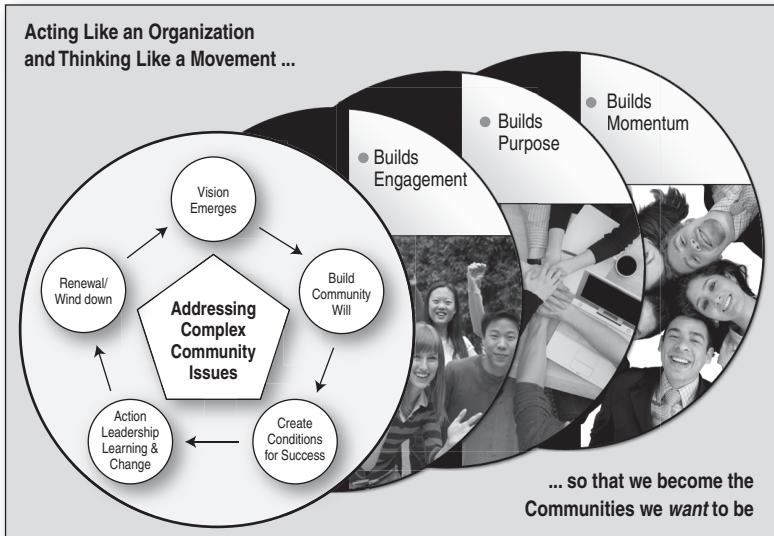 Acting Like an Organization
and Thinking Like a Movement ...
Builds
Momentum
Builds
Purpose
Builds
Engagement
Vision
Emerges
Build
Community
Will
Create
Conditions
for Success
Action
Leadership
Learning &
Change
Renewal/
Wind down
Addressing
Complex
Community
Issues
... so that we become the
Communities we want to be